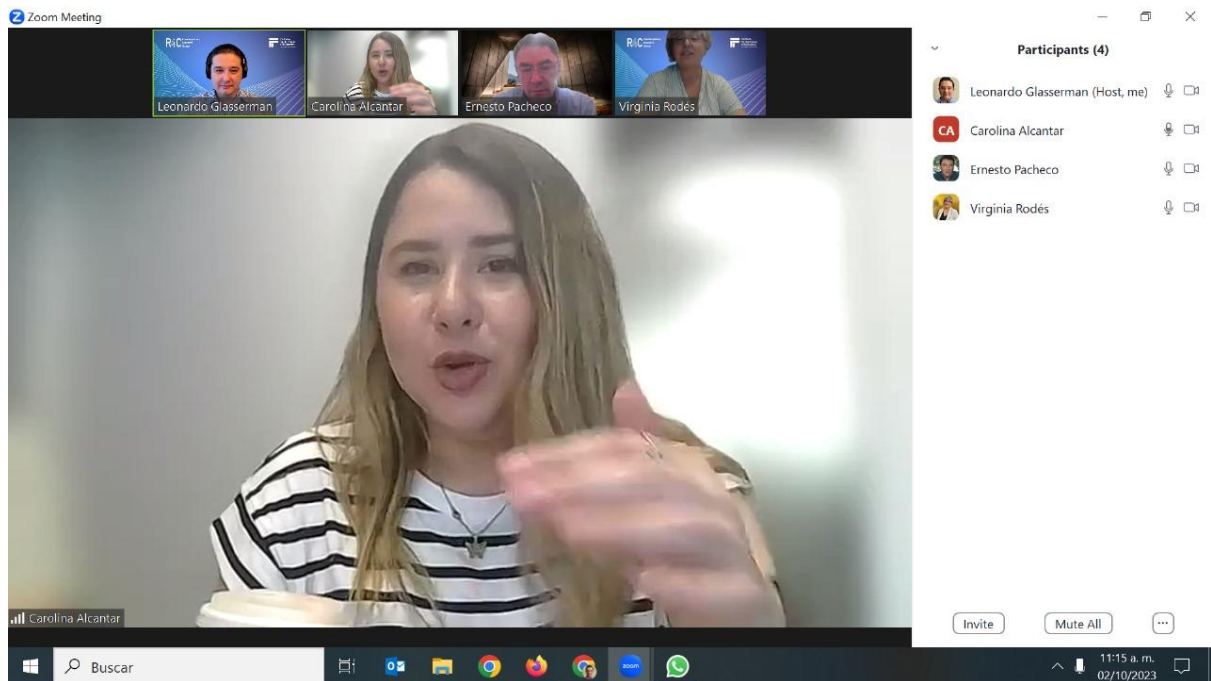 Zoom Meeting
Leonardo Glasserman
Carolina Alcantar
Ernesto Pacheco
Virginia Rodés
Carolina Alcantar
Participants (4)
Leonardo Glasserman (Host, me)
CA Carolina Alcantar
Ernesto Pacheco
Virginia Rodés
Invite
Mute All
Buscar
zoom
11:15 a. m.
02/10/2023